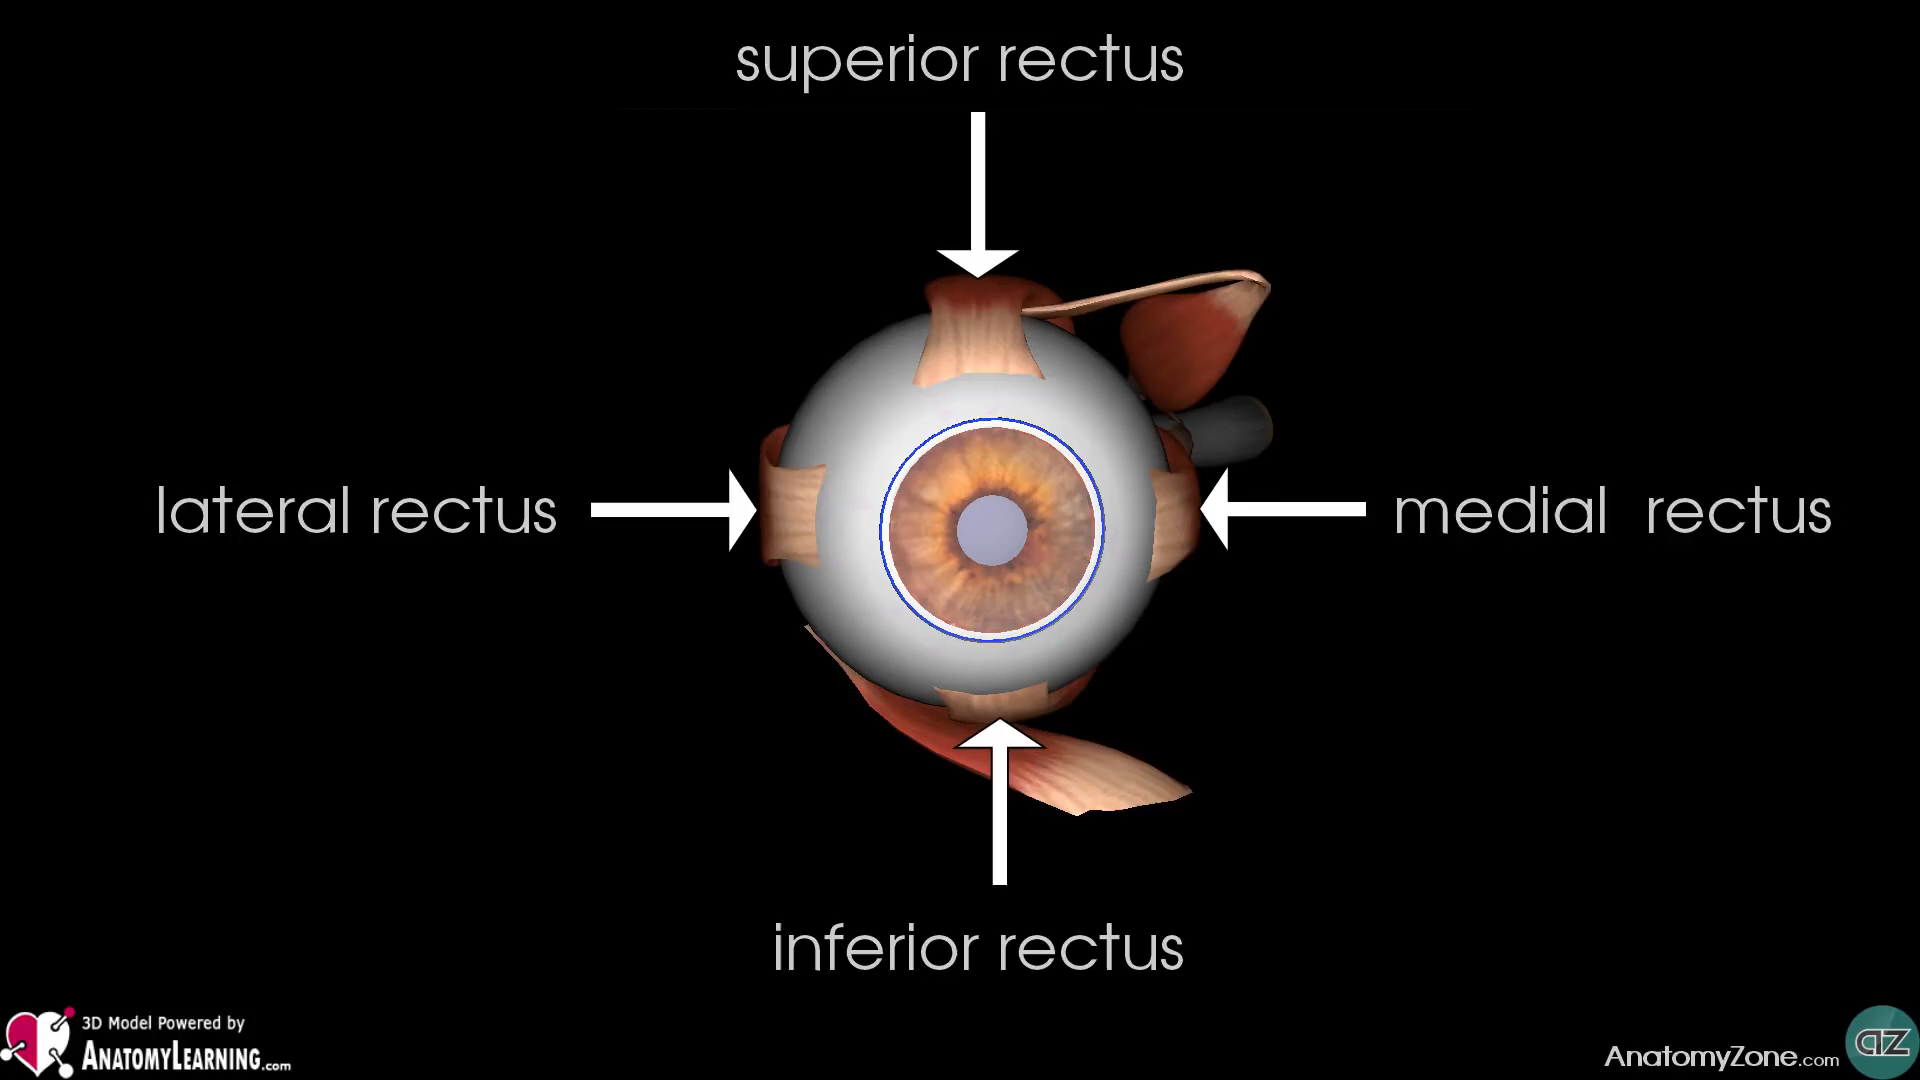 superior rectus
lateral rectus
medial rectus
inferior rectus
3D Model Powered by
ANATOMYLEARNING.com
AnatomyZone.com
az